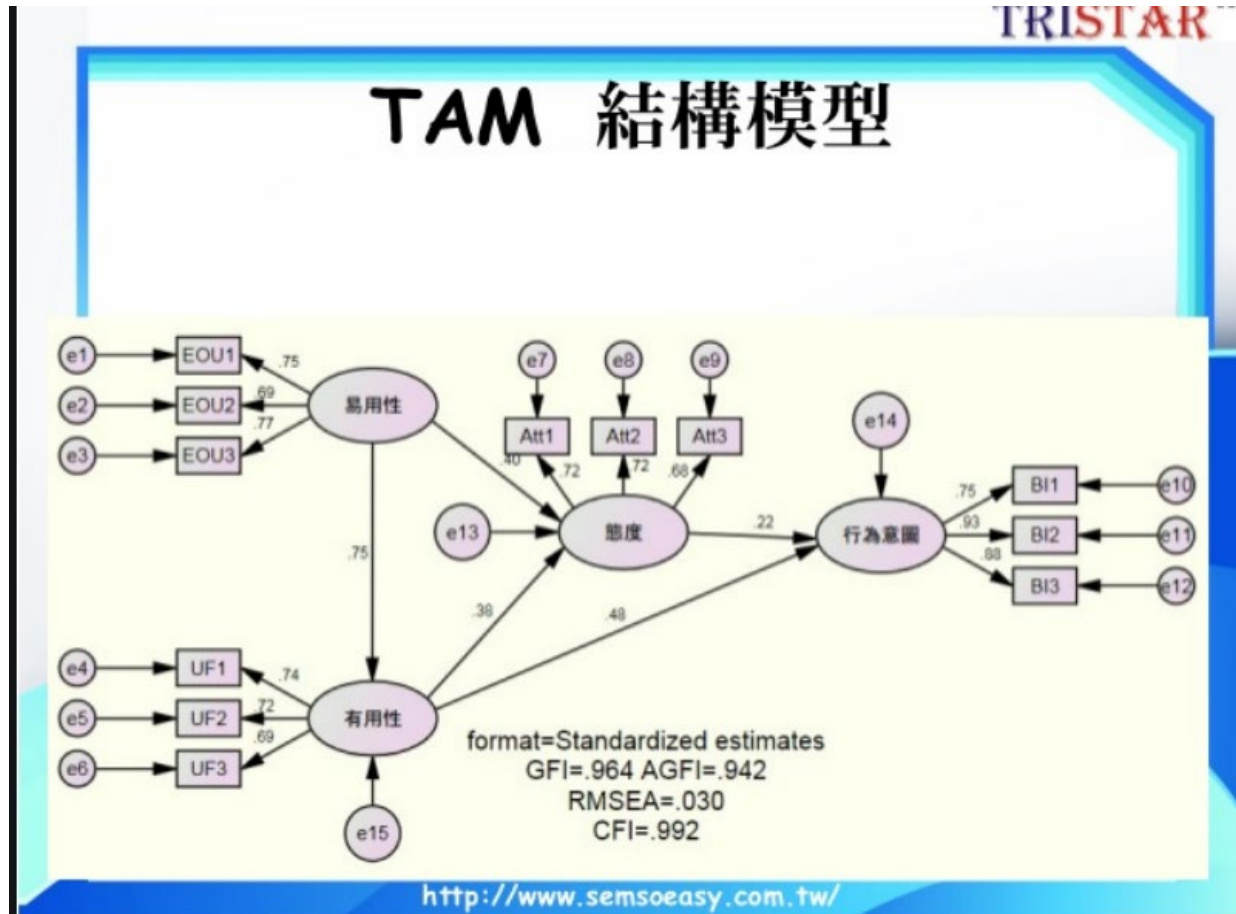 TRISTAR
TAM 結構模型
e1
EOU1
.75
e2
EOU2
.69
e3
EOU3
.77
易用性
e7
e8
e9
Att1
Att2
Att3
.72
.72
.68
.40
e13
態度
.22
e14
行為意圖
.75
BI1
e10
.93
BI2
e11
.88
BI3
e12
.75
.38
.48
e4
UF1
.74
e5
UF2
.72
e6
UF3
.69
有用性
e15
format=Standardized estimates
GFI=.964 AGFI=.942
RMSEA=.030
CFI=.992
http://www.semsoeasy.com.tw/